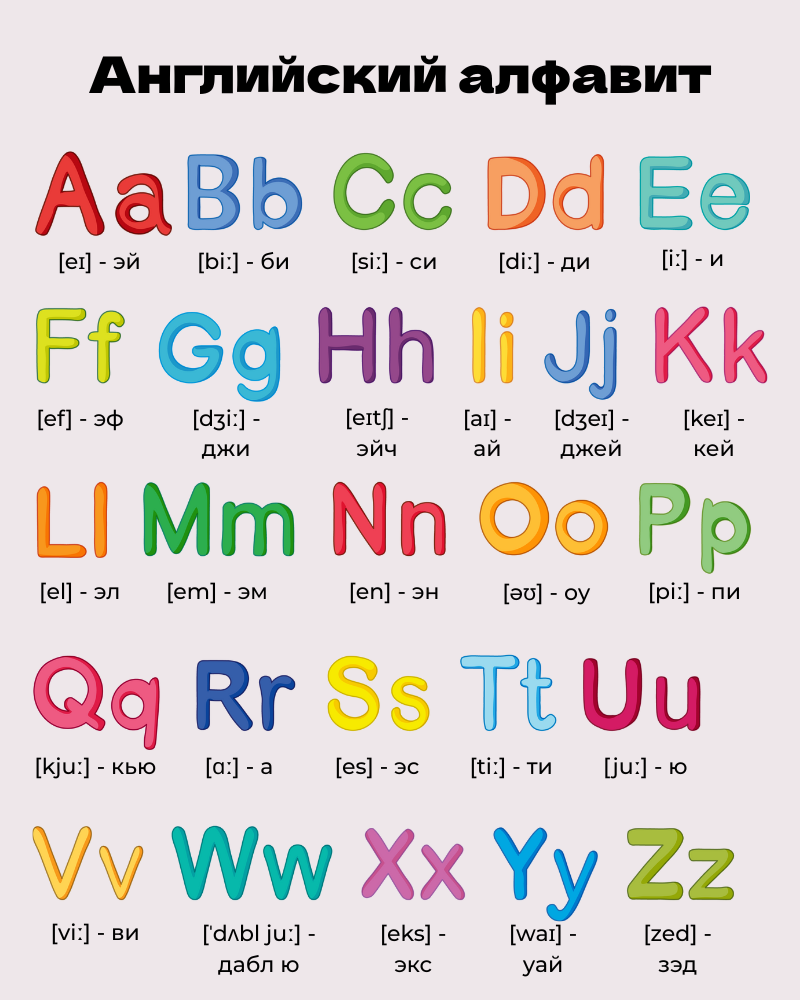 Английский алфавит
Aa Bb Cc Dd Ee
[eɪ] - эй [biː] - би [siː] - си [diː] - ди [iː] - и
Ff Gg Hh Ii Jj Kk
[ef] - эф [dʒiː] - [eɪtʃ] - [aɪ] - [dʒeɪ] - [keɪ] -
джи эйч ай джей кей
Ll Mm Nn Oo Pp
[el] - эл [em] - эм [en] - эн [əʊ] - оу [piː] - пи
Qq Rr Ss Tt Uu
[kjuː] - кью [ɑː] - а [es] - эс [tiː] - ти [juː] - ю
Vv Ww Xx Yy Zz
[viː] - ви [ˈdʌbl juː] - [eks] - [waɪ] - [zed] -
дабл ю экс уай зэд